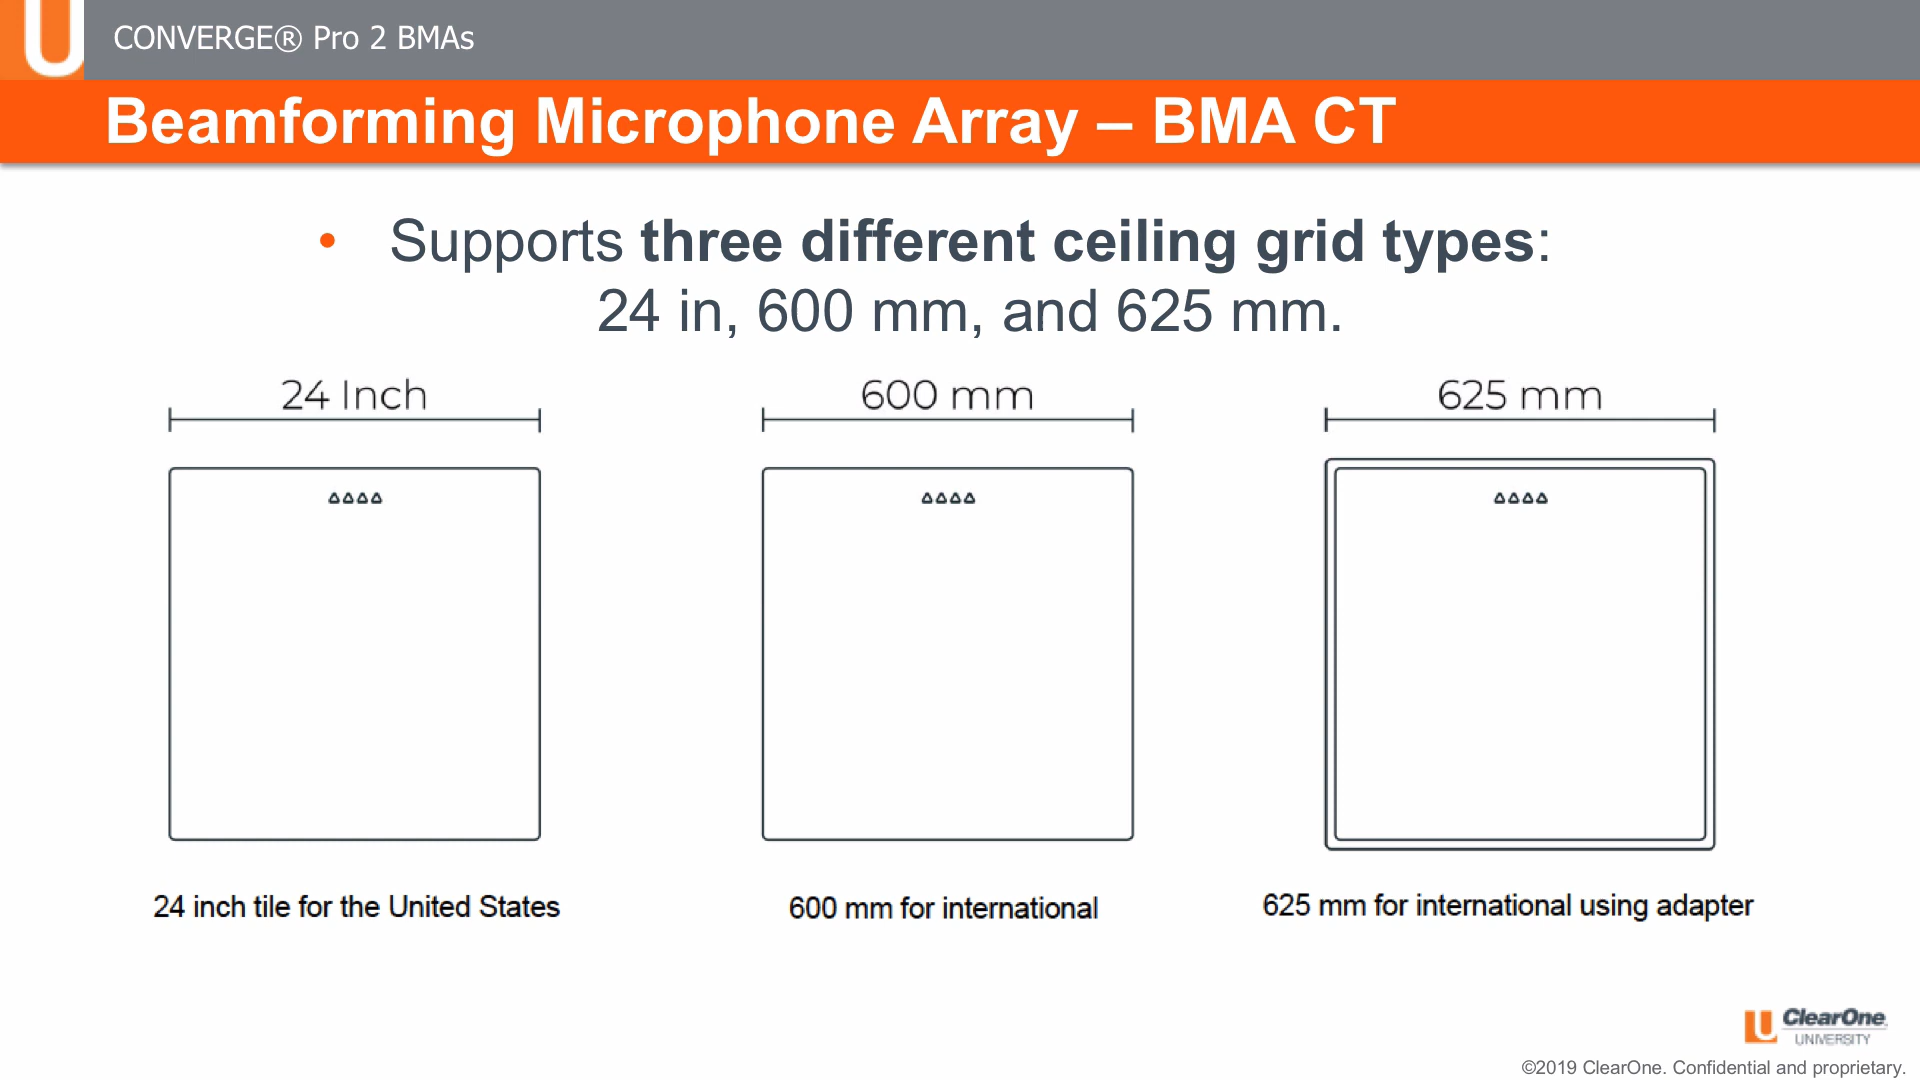 U
CONVERGE® Pro 2 BMAs
Beamforming Microphone Array – BMA CT
• Supports three different ceiling grid types:
24 in, 600 mm, and 625 mm.
24 Inch
600 mm
625 mm
24 inch tile for the United States
600 mm for international
625 mm for international using adapter
U ClearOne
UNIVERSITY
©2019 ClearOne. Confidential and proprietary.